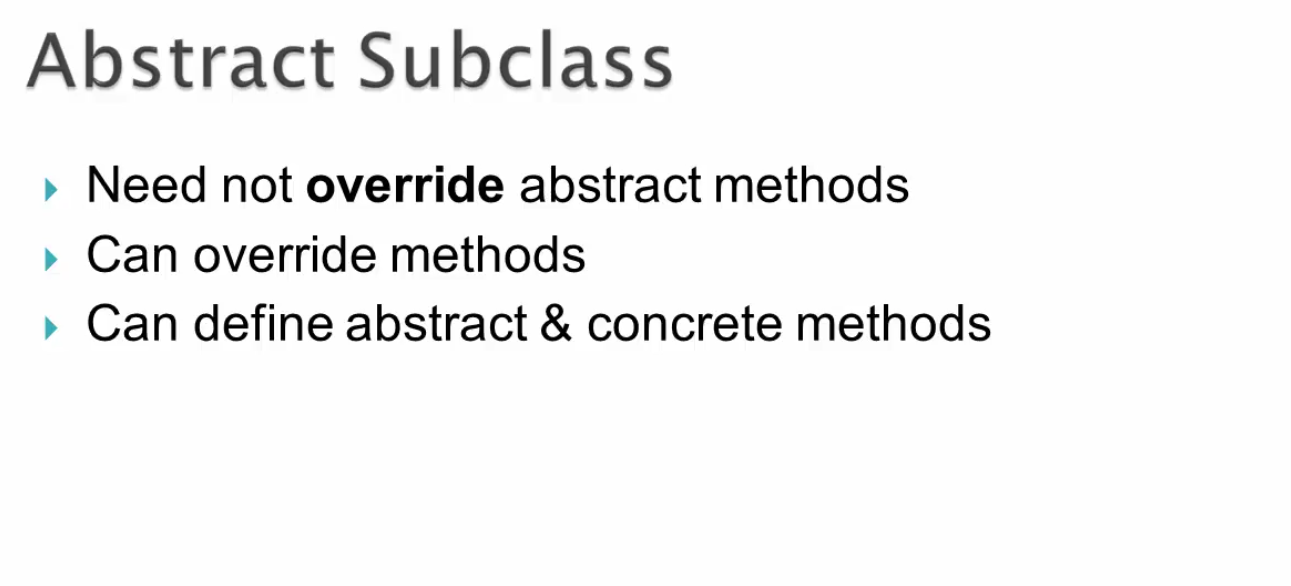 Abstract Subclass
Need not override abstract methods
Can override methods
Can define abstract & concrete methods